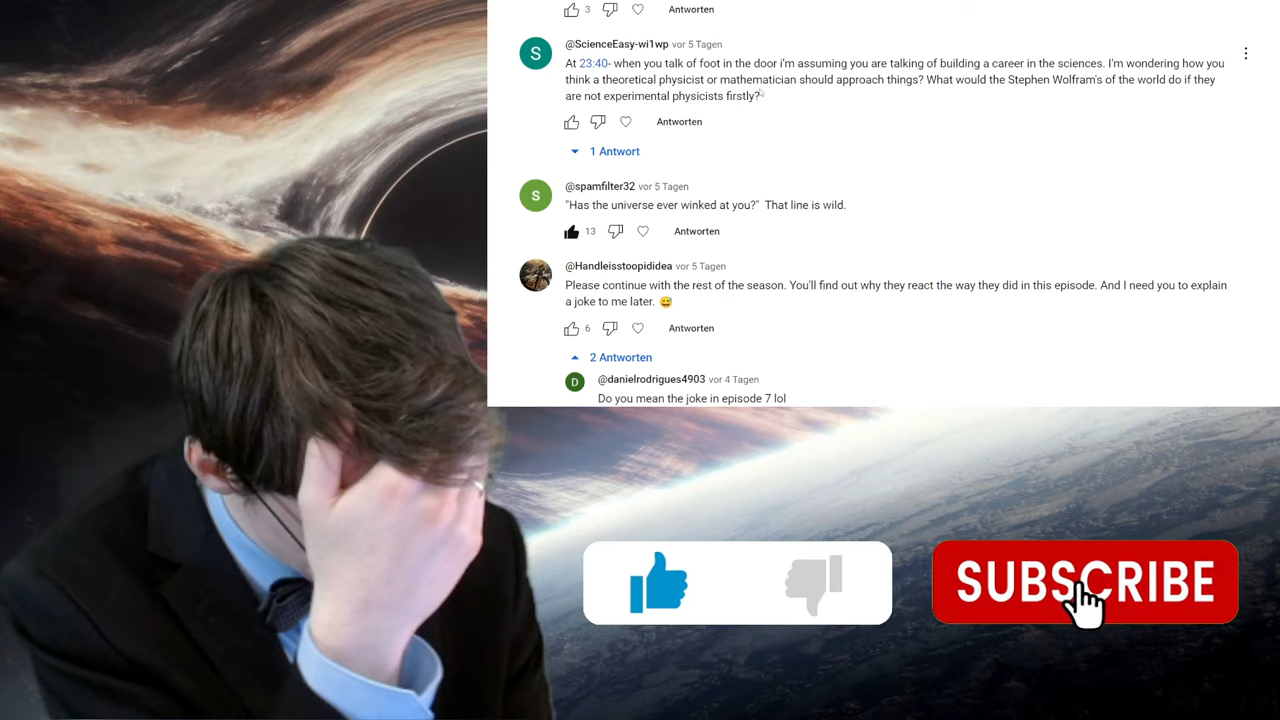 3 Antworten
S @ScienceEasy-wi1wp vor 5 Tagen
At 23:40- when you talk of foot in the door i'm assuming you are talking of building a career in the sciences. I'm wondering how you
think a theoretical physicist or mathematician should approach things? What would the Stephen Wolfram's of the world do if they
are not experimental physicists firstly?
Antworten
1 Antwort
S @spamfilter32 vor 5 Tagen
"Has the universe ever winked at you?" That line is wild.
13 Antworten
@Handleisstoopididea vor 5 Tagen
Please continue with the rest of the season. You'll find out why they react the way they did in this episode. And I need you to explain
a joke to me later. 😅
6 Antworten
2 Antworten
D @danielrodrigues4903 vor 4 Tagen
Do you mean the joke in episode 7 lol
SUBSCRIBE